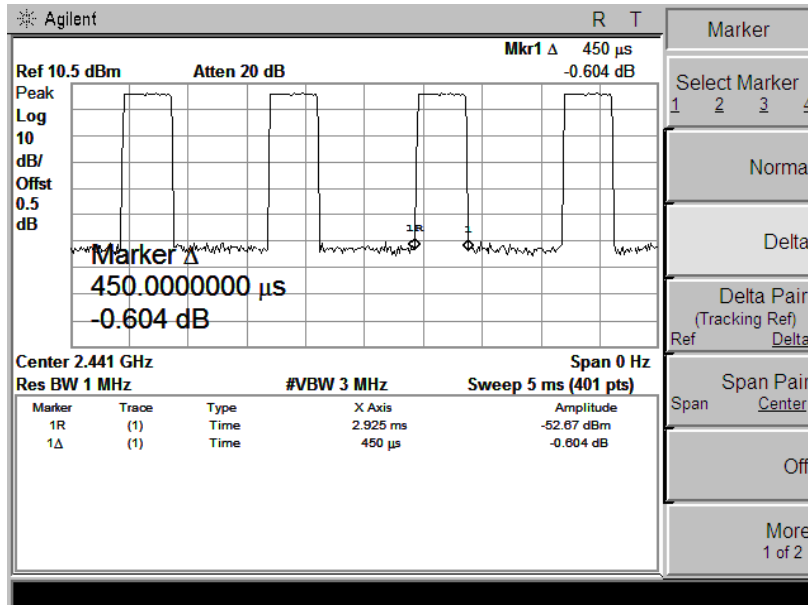 Agilent R T
Mkr1 Δ 450 μs
Ref 10.5 dBm Atten 20 dB -0.604 dB
Peak
Log
10
dB/
Offst
0.5
dB
1R 1
Marker Δ
450.0000000 μs
-0.604 dB
Center 2.441 GHz Span 0 Hz
Res BW 1 MHz #VBW 3 MHz Sweep 5 ms (401 pts)
Marker Trace Type X Axis Amplitude
1R (1) Time 2.925 ms -52.67 dBm
1Δ (1) Time 450 μs -0.604 dB
Marker
Select Marker
1 2 3 4
Norma
Delta
Delta Pair
(Tracking Ref)
Ref Delta
Span Pair
Span Center
Off
More
1 of 2